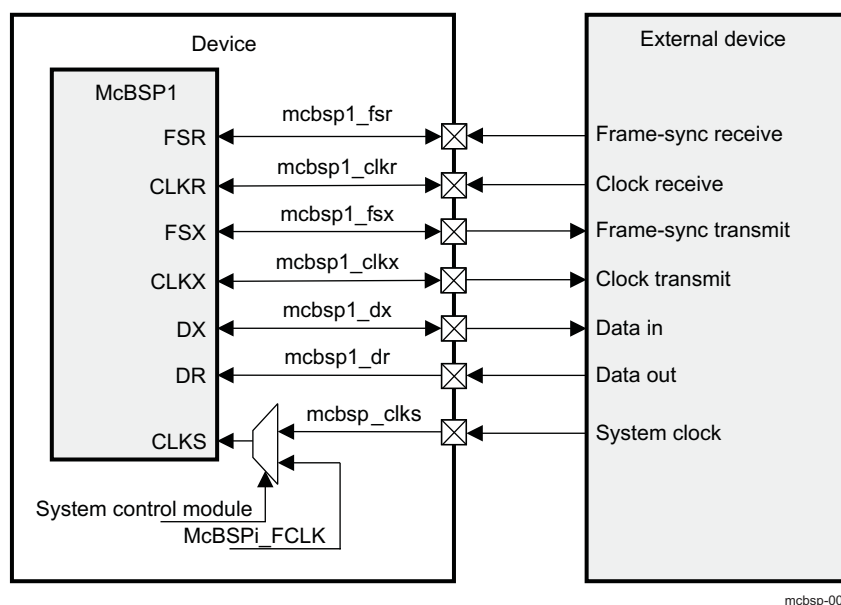 Device
External device
McBSP1
FSR
mcbsp1_fsr
Frame-sync receive
CLKR
mcbsp1_clkr
Clock receive
FSX
mcbsp1_fsx
Frame-sync transmit
CLKX
mcbsp1_clkx
Clock transmit
DX
mcbsp1_dx
Data in
DR
mcbsp1_dr
Data out
CLKS
mcbsp_clks
System clock
System control module
McBSPi_FCLK
mcbsp-00